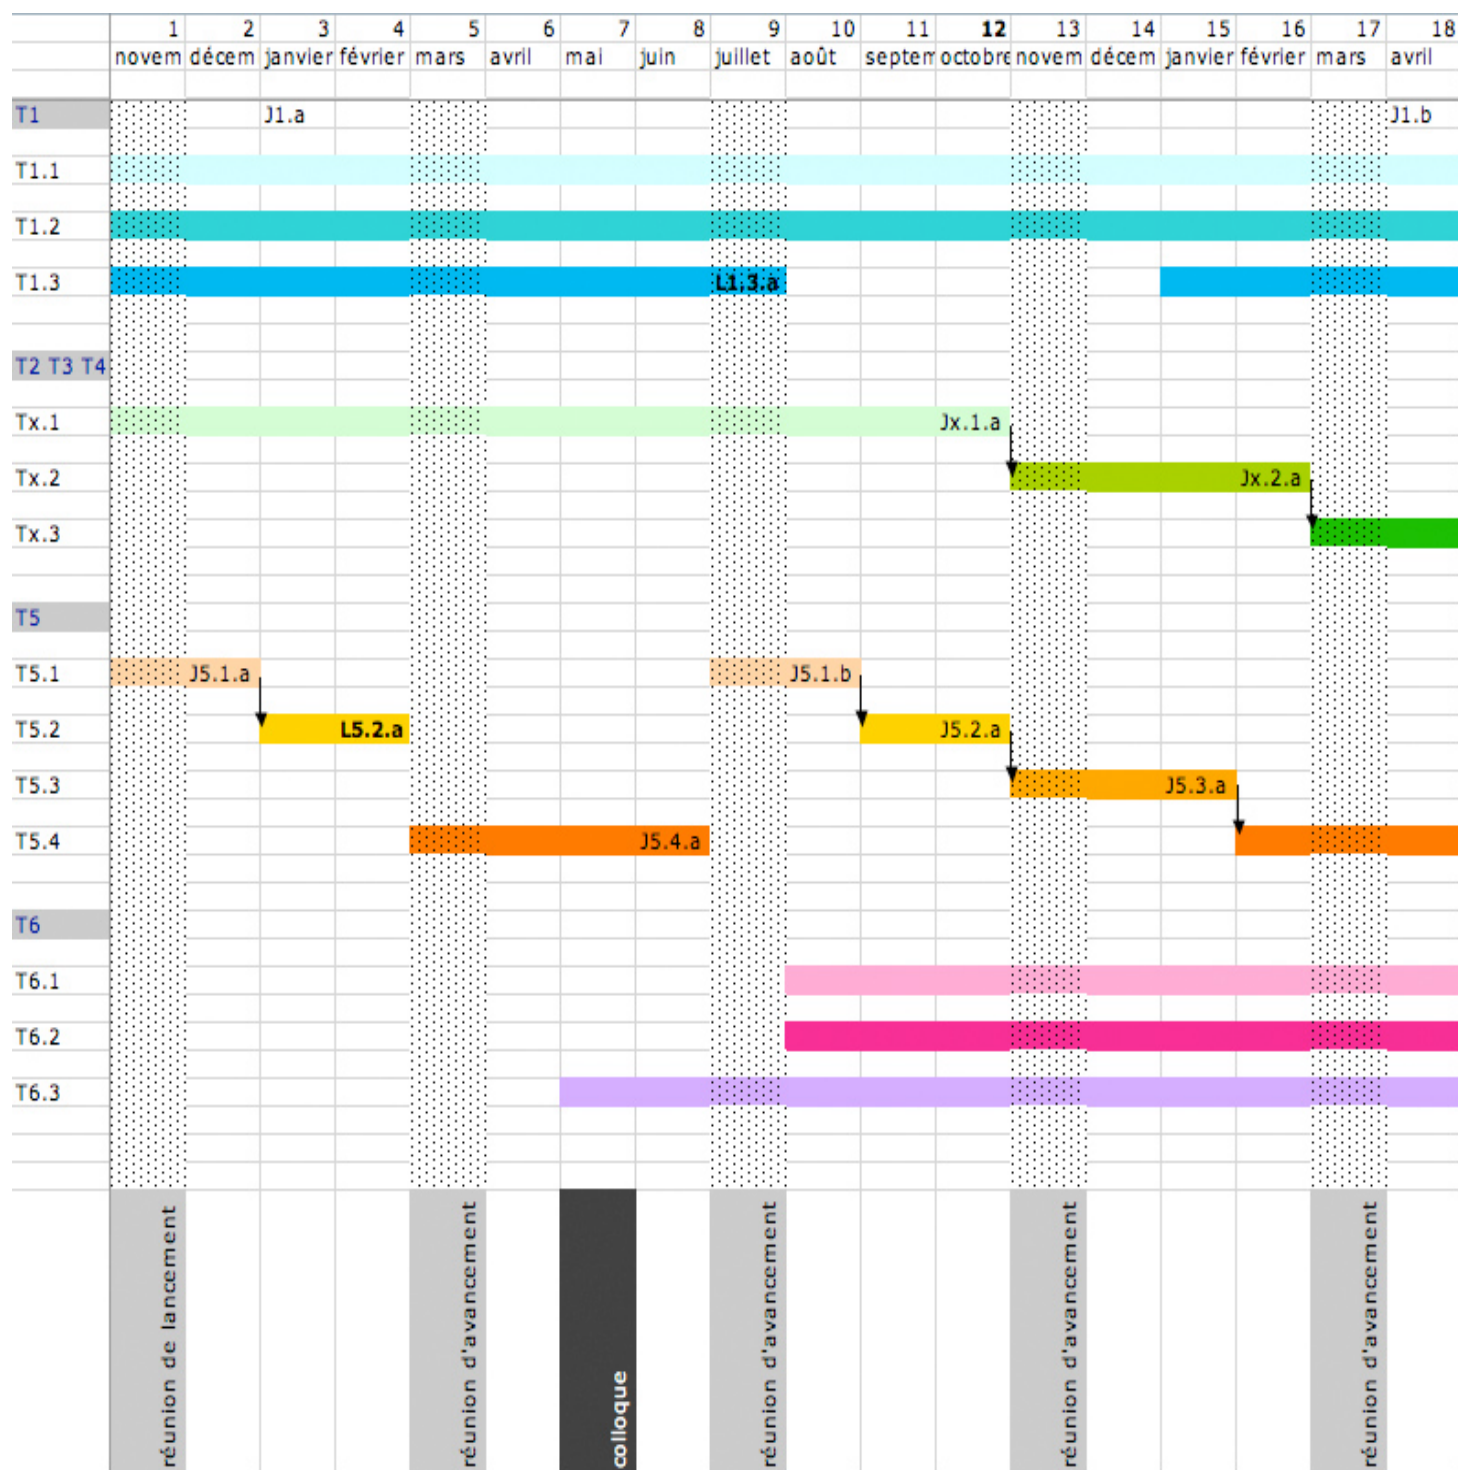 1 2 3 4 5 6 7 8 9 10 11 12 13 14 15 16 17 18
novem décem janvier février mars avril mai juin juillet août septem octobre novem décem janvier février mars avril
T1 J1.a J1.b
T1.1
T1.2
T1.3 L1.3.a
T2 T3 T4
Tx.1 Jx.1.a
Tx.2 Jx.2.a
Tx.3
T5
T5.1 J5.1.a J5.1.b
T5.2 L5.2.a J5.2.a
T5.3 J5.3.a
T5.4 J5.4.a
T6
T6.1
T6.2
T6.3
réunion de lancement
réunion d'avancement
colloque
réunion d'avancement
réunion d'avancement
réunion d'avancement